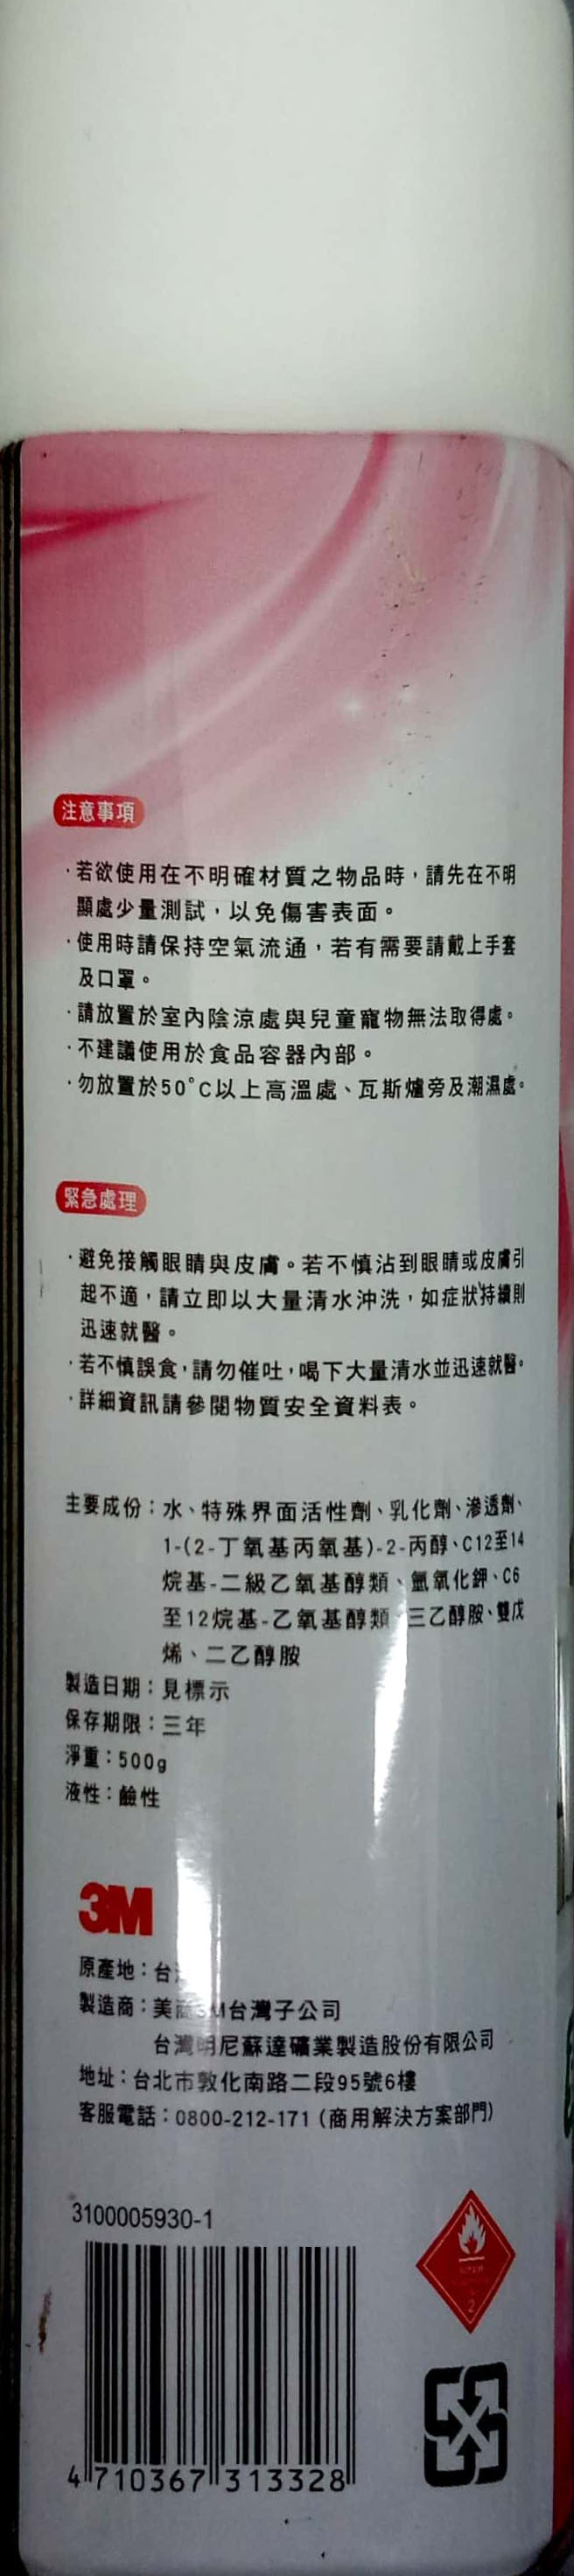 注意事項
·若欲使用在不明確材質之物品時，請先在不明
顯處少量測試，以免傷害表面。
·使用時請保持空氣流通，若有需要請戴上手套
及口罩。
·請放置於室內陰涼處與兒童寵物無法取得處。
·不建議使用於食品容器內部。
·勿放置於50°C以上高溫處、瓦斯爐旁及潮濕處。
緊急處理
·避免接觸眼睛與皮膚。若不慎沾到眼睛或皮膚引
起不適，請立即以大量清水沖洗，如症狀持續則
迅速就醫。
·若不慎誤食，請勿催吐，喝下大量清水並迅速就醫。
·詳細資訊請參閱物質安全資料表。
主要成份：水、特殊界面活性劑、乳化劑、滲透劑、
1-(2-丁氧基丙氧基)-2-丙醇、C12至14
烷基-二級乙氧基醇類、氫氧化鉀、C6
至12烷基-乙氧基醇類、三乙醇胺、雙戊
烯、二乙醇胺
製造日期：見標示
保存期限：三年
淨重：500g
液性：鹼性
3M
原產地：台
製造商：美商3M台灣子公司
台灣明尼蘇達礦業製造股份有限公司
地址：台北市敦化南路二段95號6樓
客服電話：0800-212-171 (商用解決方案部門)
3100005930-1
2
4 710367 313328